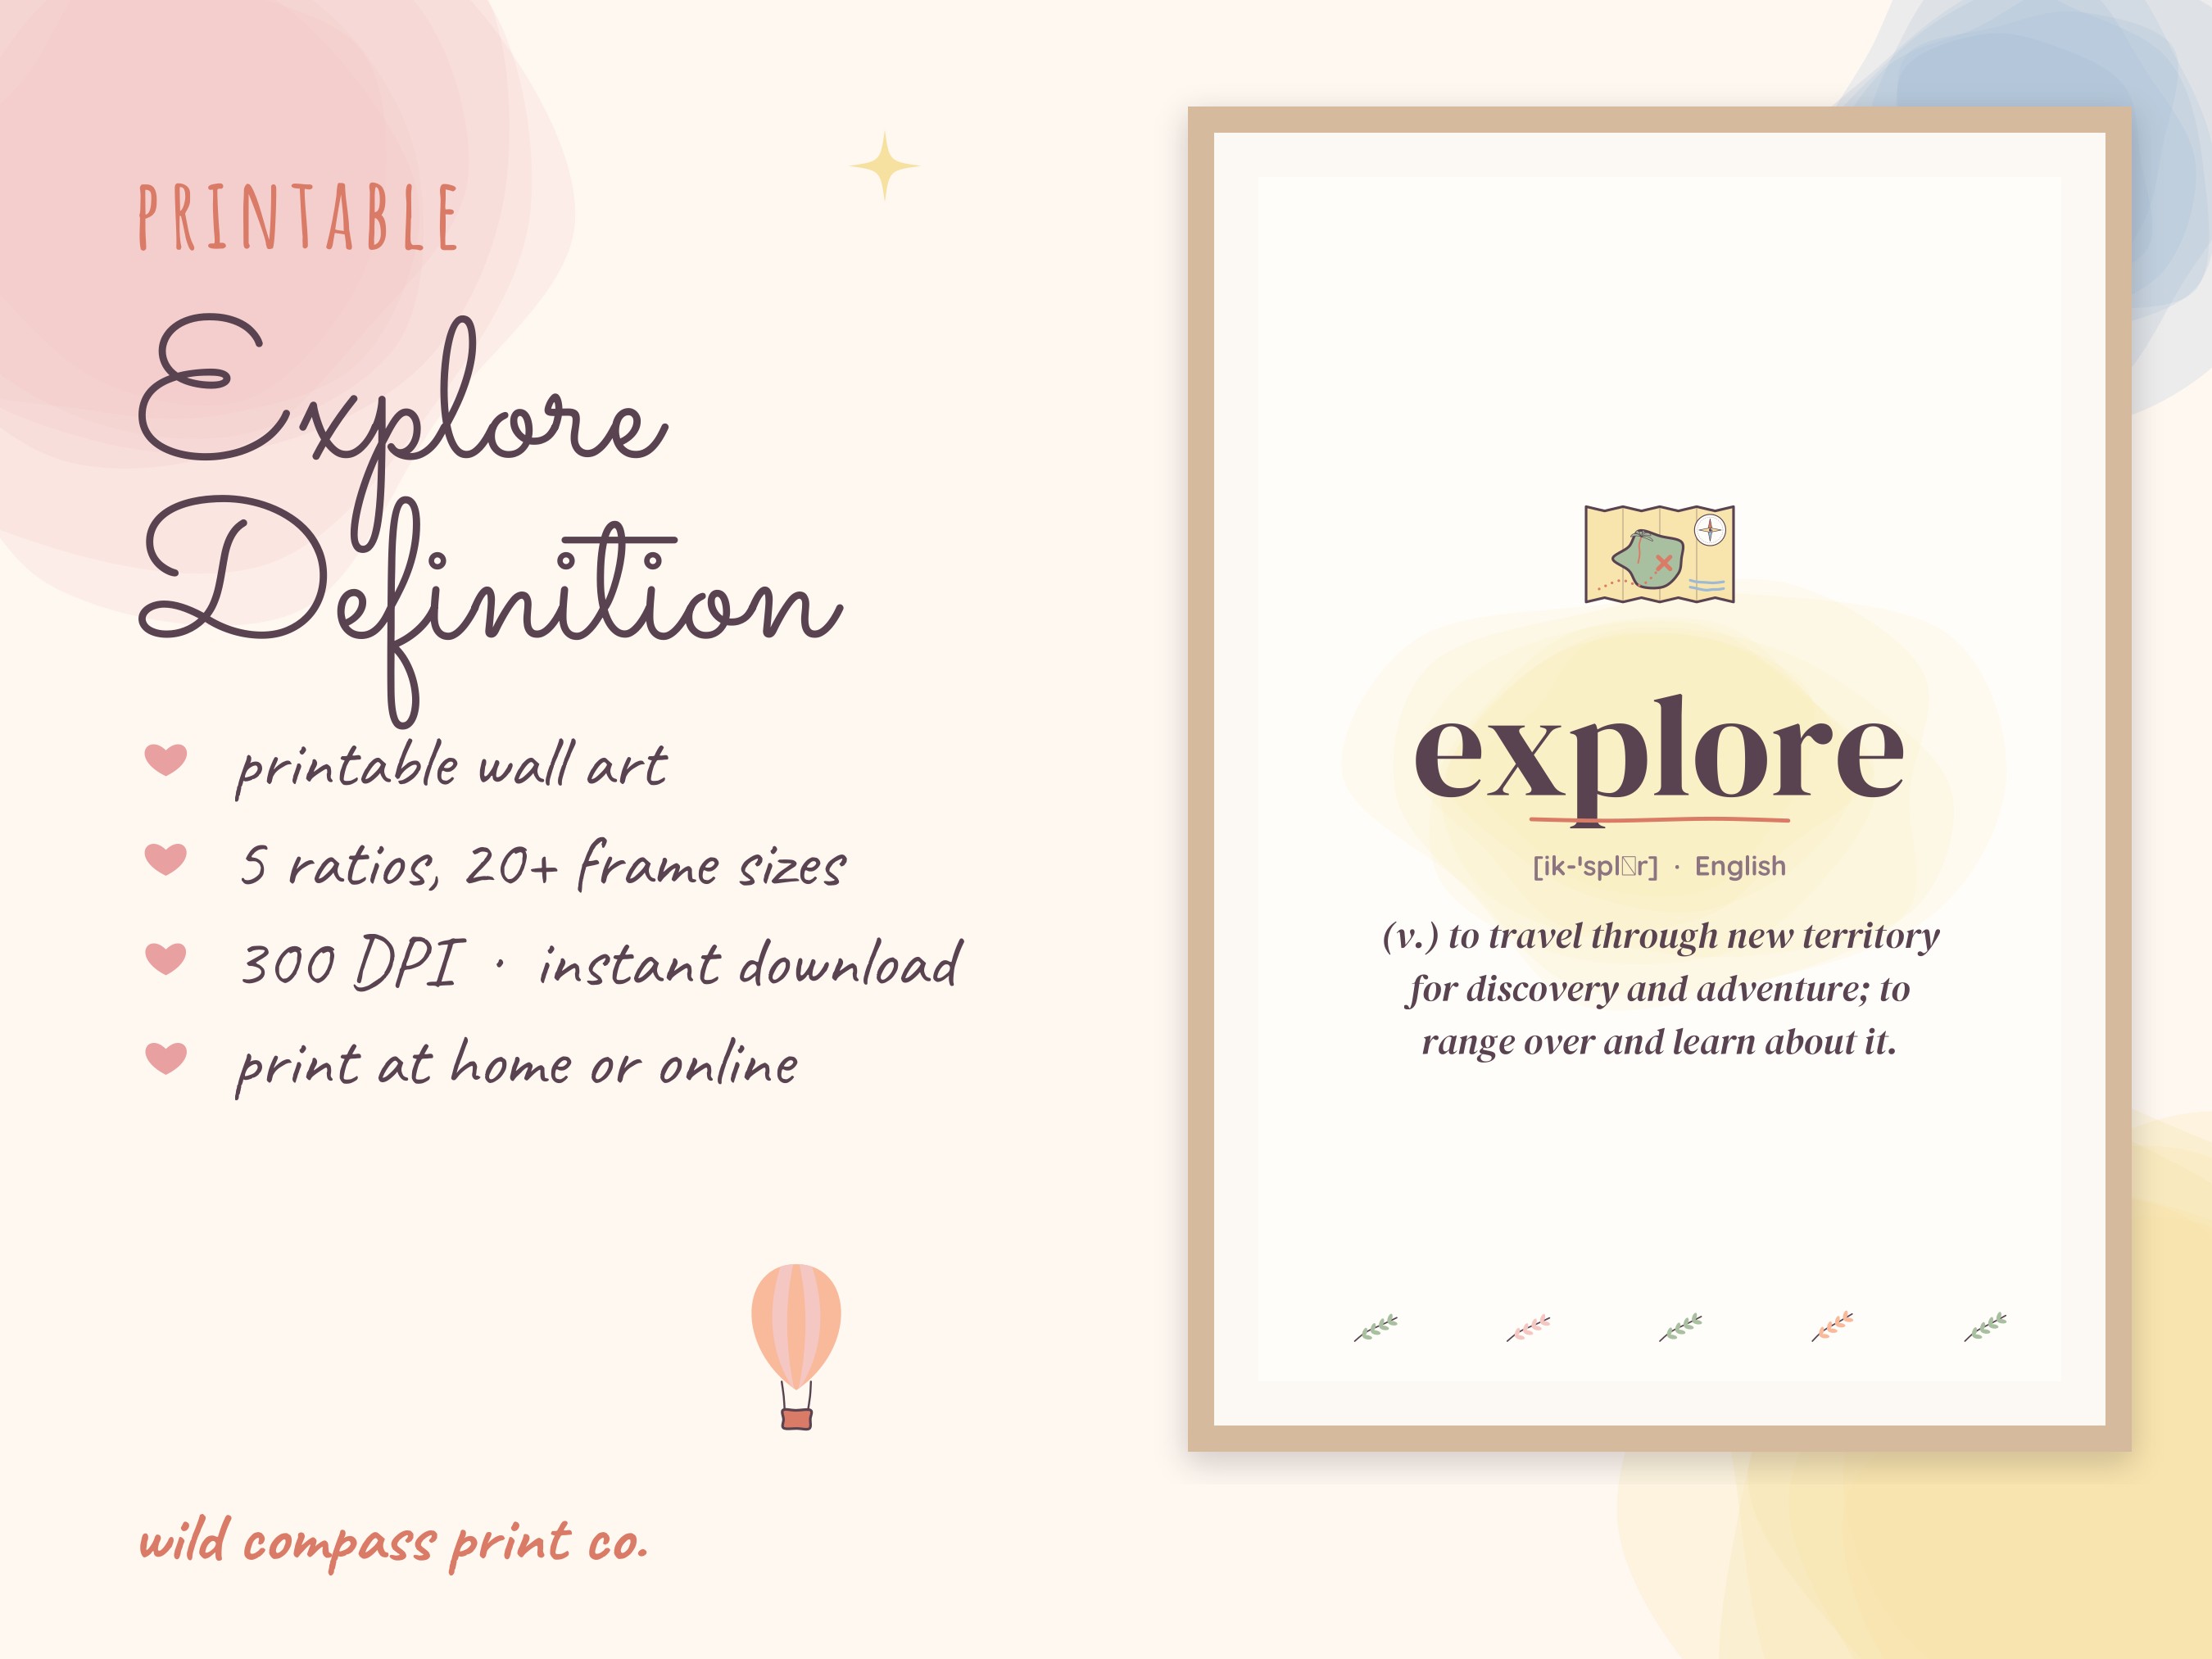 PRINTABLE
Explore
Definition
printable wall art
5 ratios, 20+ frame sizes
300 DPI · instant download
print at home or online
wild compass print co.
explore
[ik-ˈspl▯r] · English
(v.) to travel through new territory
for discovery and adventure; to
range over and learn about it.